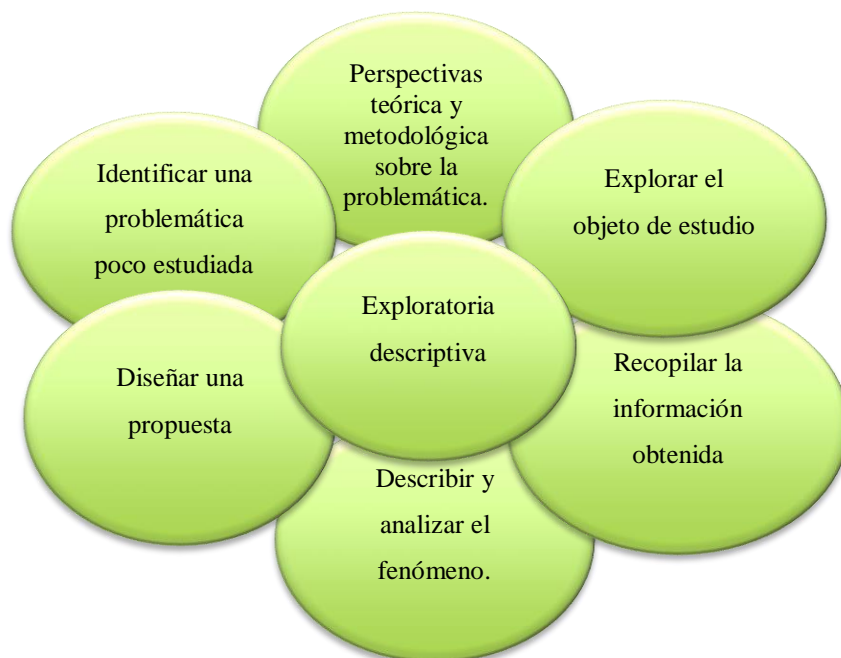 Perspectivas
teórica y
metodológica
sobre la
problemática.
Identificar una
problemática
poco estudiada
Explorar el
objeto de estudio
Exploratoria
descriptiva
Diseñar una
propuesta
Recopilar la
información
obtenida
Describir y
analizar el
fenómeno.